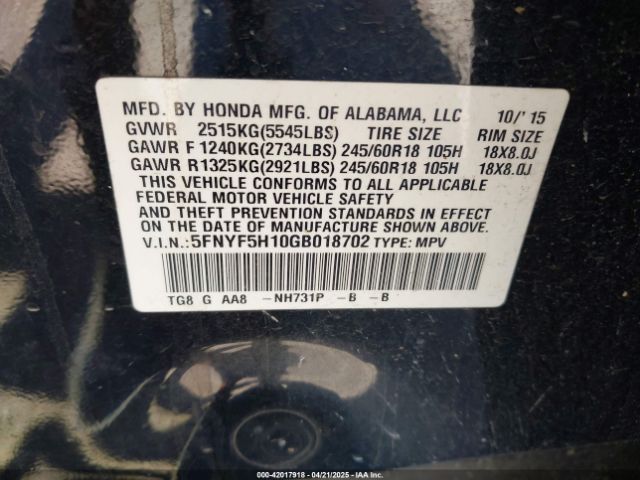 MFD. BY HONDA MFG. OF ALABAMA, LLC 10/'15
GVWR 2515KG(5545LBS) TIRE SIZE RIM SIZE
GAWR F 1240KG(2734LBS) 245/60R18 105H 18X8.0J
GAWR R1325KG(2921LBS) 245/60R18 105H 18X8.0J
THIS VEHICLE CONFORMS TO ALL APPLICABLE
FEDERAL MOTOR VEHICLE SAFETY
AND THEFT PREVENTION STANDARDS IN EFFECT
ON THE DATE OF MANUFACTURE SHOWN ABOVE.
V.I.N.: 5FNYF5H10GB018702 TYPE: MPV
TG8 G AA8 -NH731P -B -B
000-42017918 - 04/21/2025 - IAA Inc.